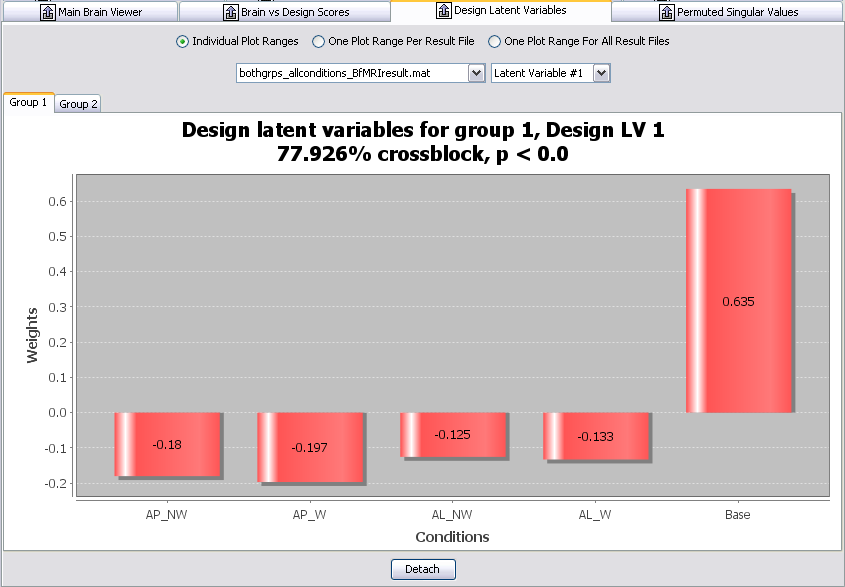 Main Brain Viewer
Brain vs Design Scores
Design Latent Variables
Permuted Singular Values
Individual Plot Ranges
One Plot Range Per Result File
One Plot Range For All Result Files
bothgrps_allconditions_BfMRIresult.mat
Latent Variable #1
Group 1
Group 2
Design latent variables for group 1, Design LV 1
77.926% crossblock, p < 0.0
Weights
0.6
0.5
0.4
0.3
0.2
0.1
0.0
-0.1
-0.2
-0.18
-0.197
-0.125
-0.133
0.635
AP_NW
AP_W
AL_NW
AL_W
Base
Conditions
Detach